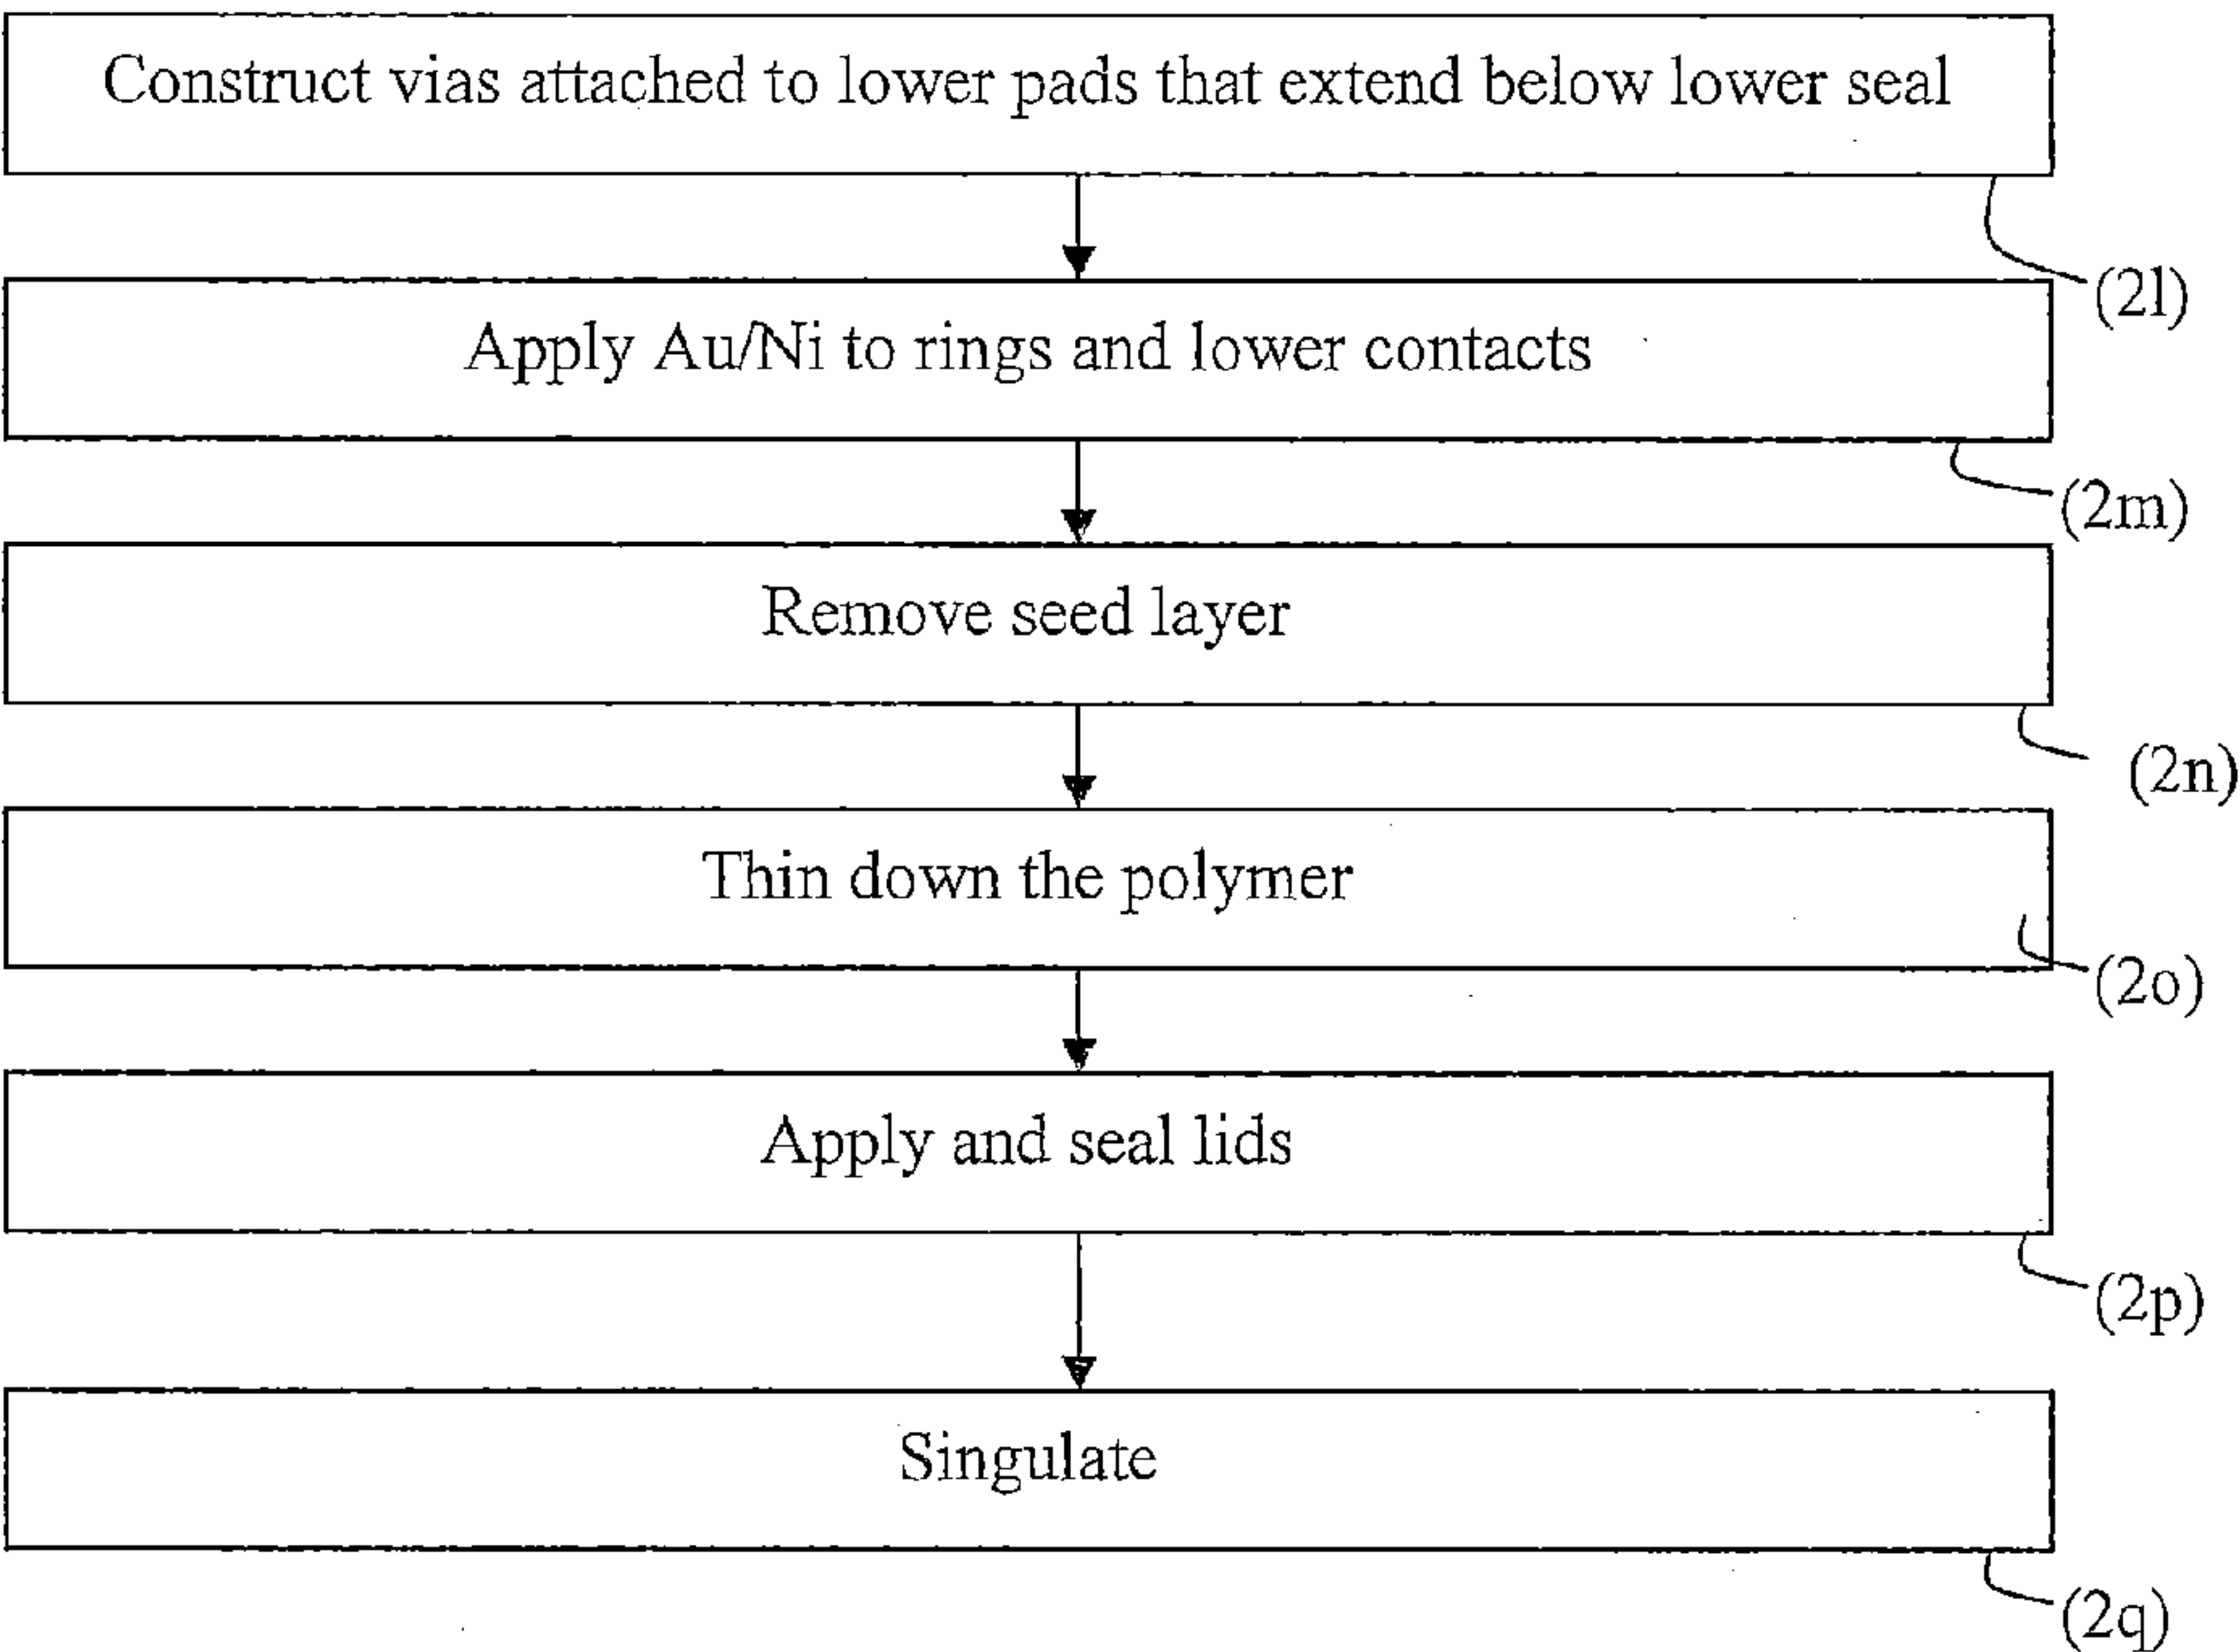 Construct vias attached to lower pads that extend below lower seal
(2l)
Apply Au/Ni to rings and lower contacts
(2m)
Remove seed layer
(2n)
Thin down the polymer
(2o)
Apply and seal lids
(2p)
Singulate
(2q)